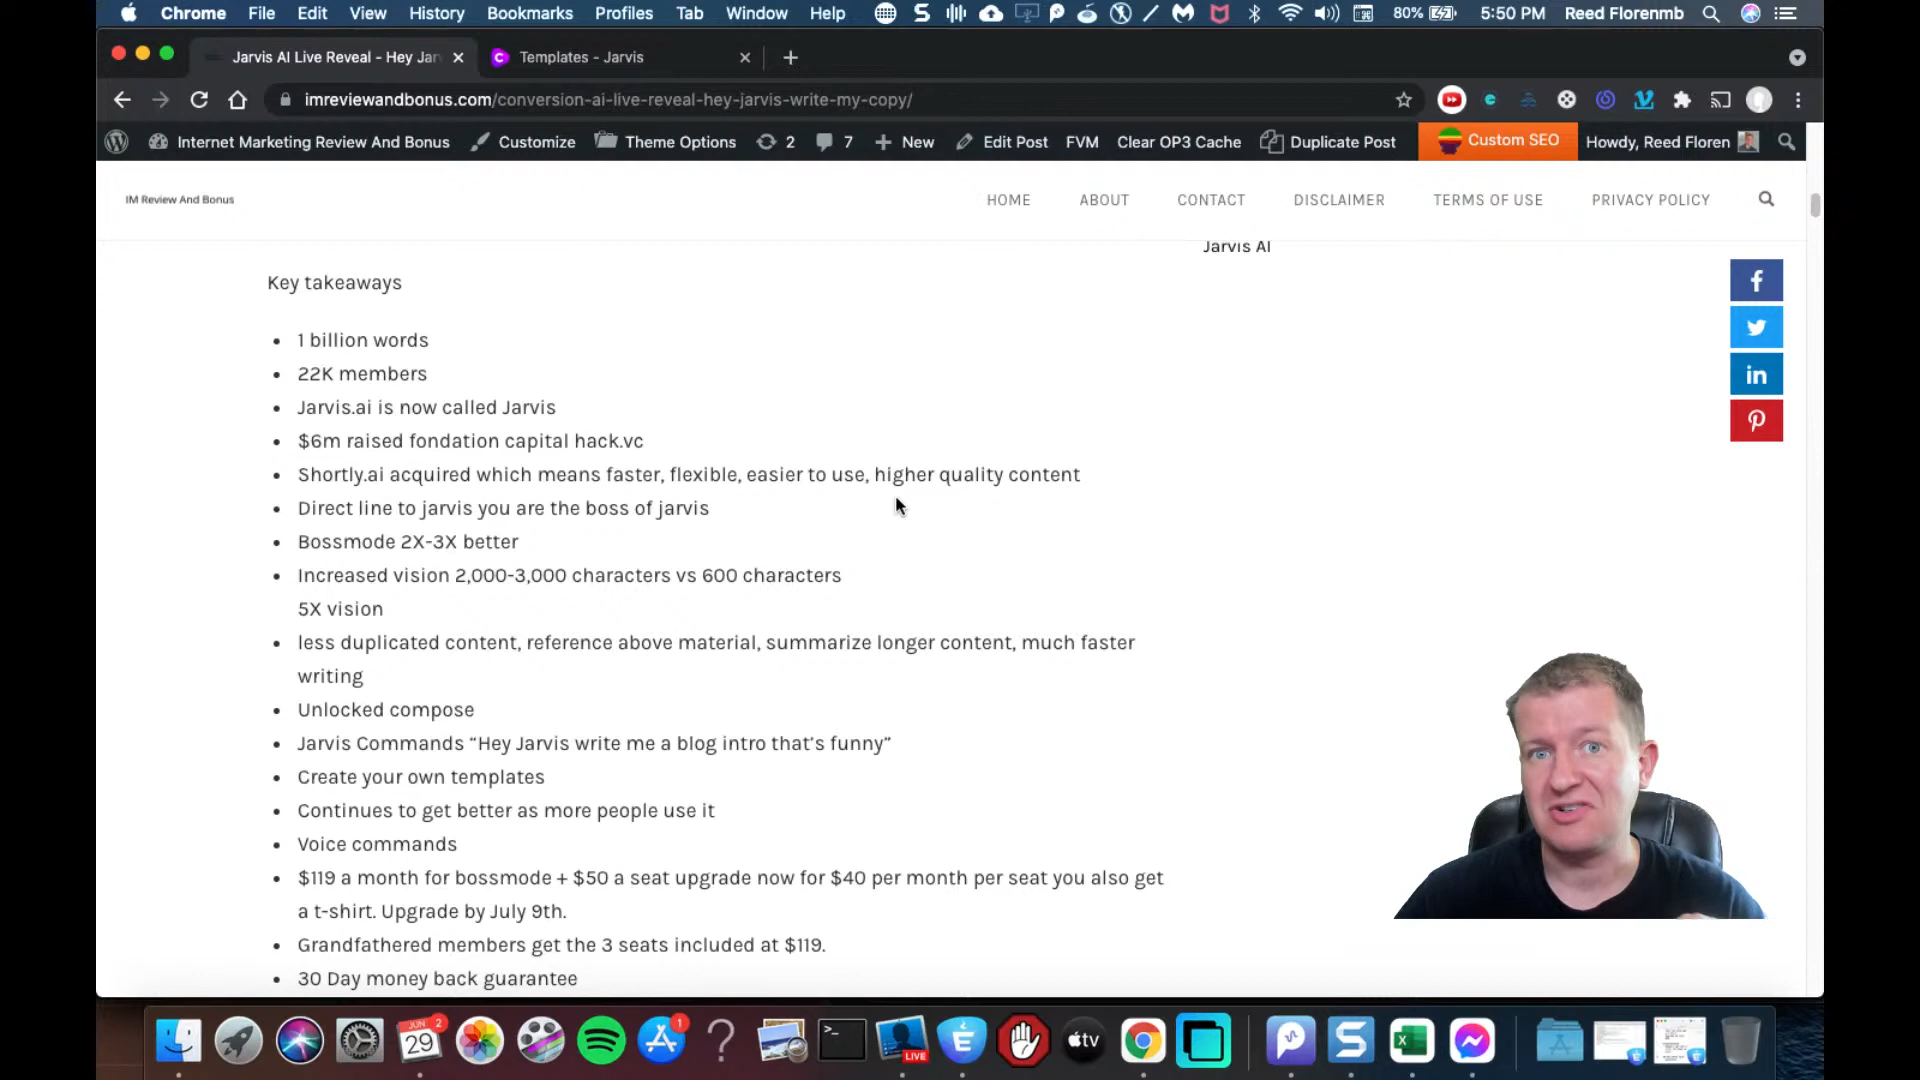 Chrome File Edit View History Bookmarks Profiles Tab Window Help 80% 5:50 PM Reed Florenmb
Jarvis AI Live Reveal - Hey Jar Templates - Jarvis
imreviewandbonus.com/conversion-ai-live-reveal-hey-jarvis-write-my-copy/
Internet Marketing Review And Bonus Customize Theme Options 2 7 New Edit Post FVM Clear OP3 Cache Duplicate Post Custom SEO Howdy, Reed Floren
IM Review And Bonus HOME ABOUT CONTACT DISCLAIMER TERMS OF USE PRIVACY POLICY
Jarvis AI
Key takeaways
1 billion words
22K members
Jarvis.ai is now called Jarvis
$6m raised fondation capital hack.vc
Shortly.ai acquired which means faster, flexible, easier to use, higher quality content
Direct line to jarvis you are the boss of jarvis
Bossmode 2X-3X better
Increased vision 2,000-3,000 characters vs 600 characters
5X vision
less duplicated content, reference above material, summarize longer content, much faster
writing
Unlocked compose
Jarvis Commands “Hey Jarvis write me a blog intro that’s funny”
Create your own templates
Continues to get better as more people use it
Voice commands
$119 a month for bossmode + $50 a seat upgrade now for $40 per month per seat you also get
a t-shirt. Upgrade by July 9th.
Grandfathered members get the 3 seats included at $119.
30 Day money back guarantee
JUN 2
29
1
LIVE
tv